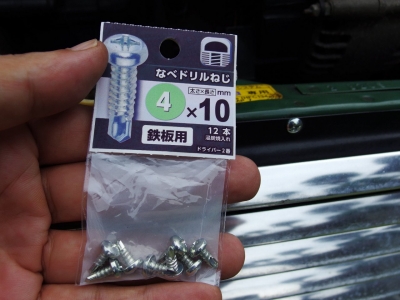 なべドリルねじ
太さ×長さ mm
4×10
鉄板用
12本
ドライバー2番